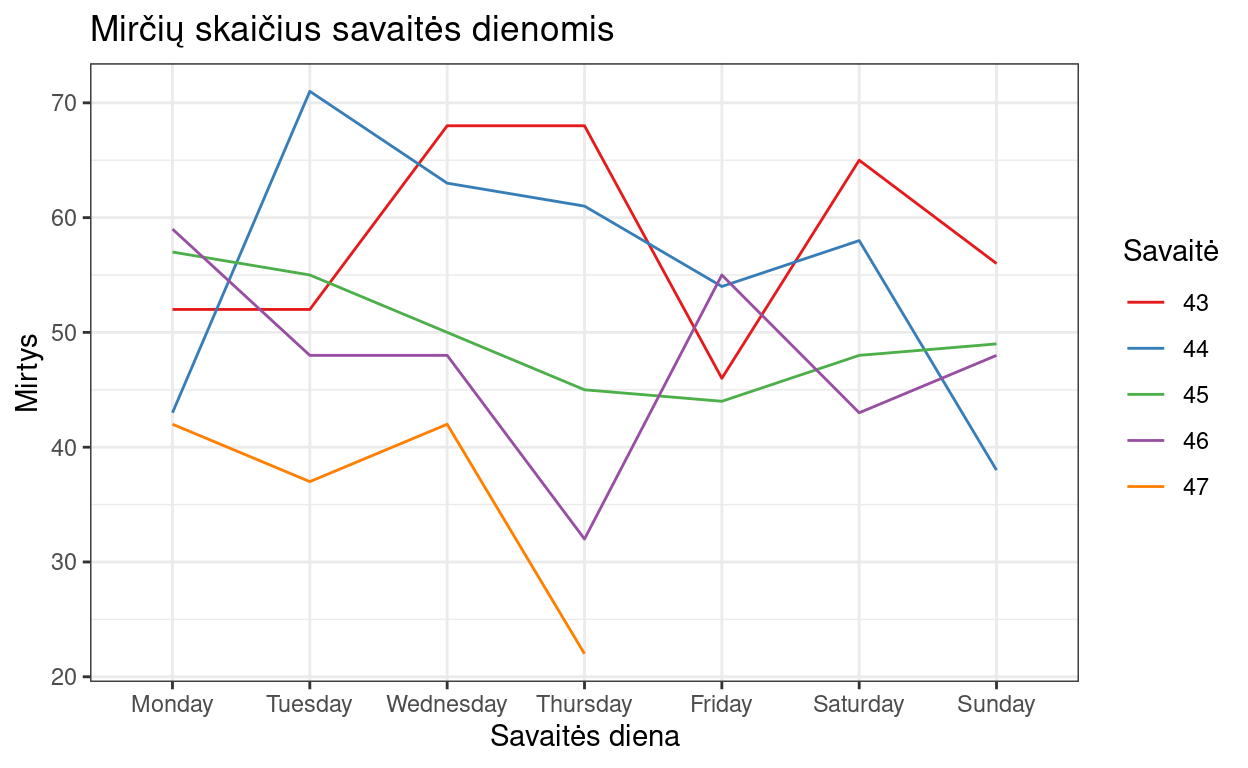 Mirčių skaičius savaitės dienomis
Mirtys
70
60
50
40
30
20
Monday Tuesday Wednesday Thursday Friday Saturday Sunday
Savaitės diena
Savaitė
43
44
45
46
47